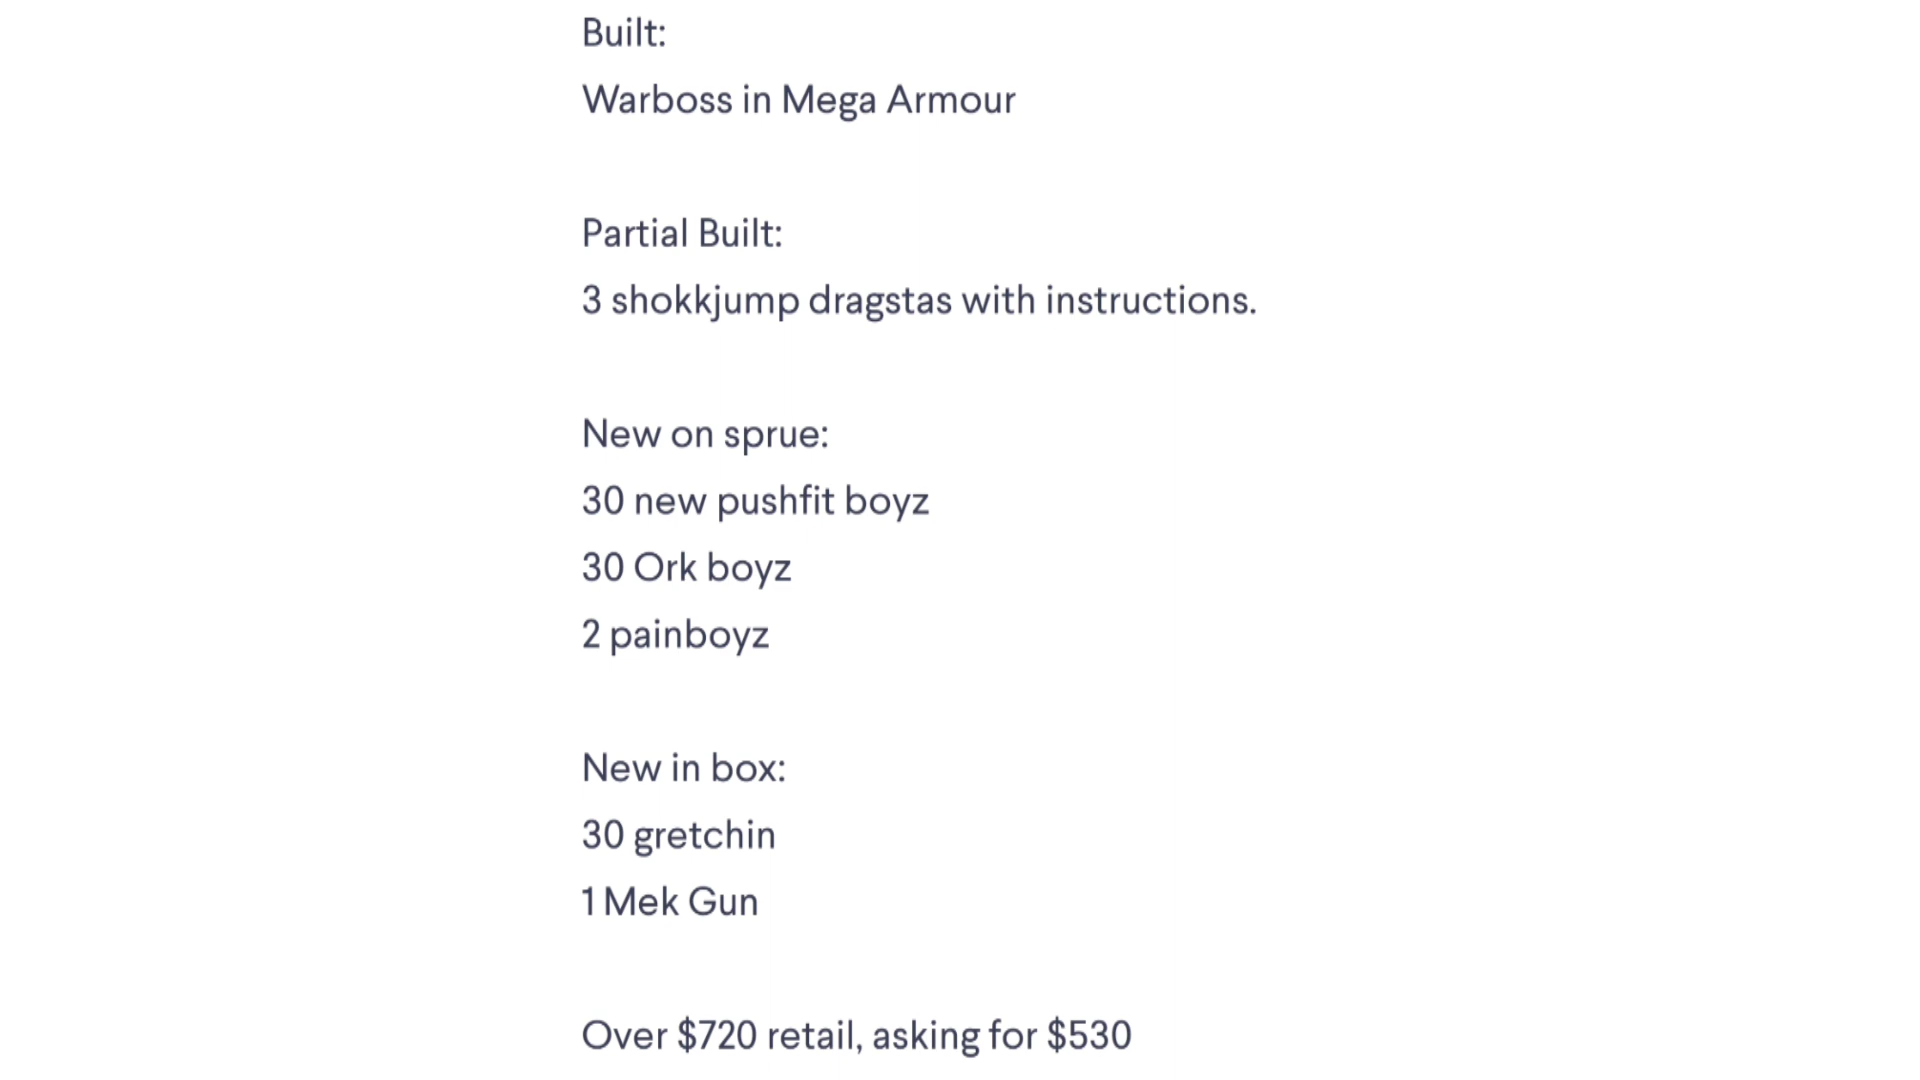 Built:
Warboss in Mega Armour
Partial Built:
3 shokkjump dragstas with instructions.
New on sprue:
30 new pushfit boyz
30 Ork boyz
2 painboyz
New in box:
30 gretchin
1 Mek Gun
Over $720 retail, asking for $530